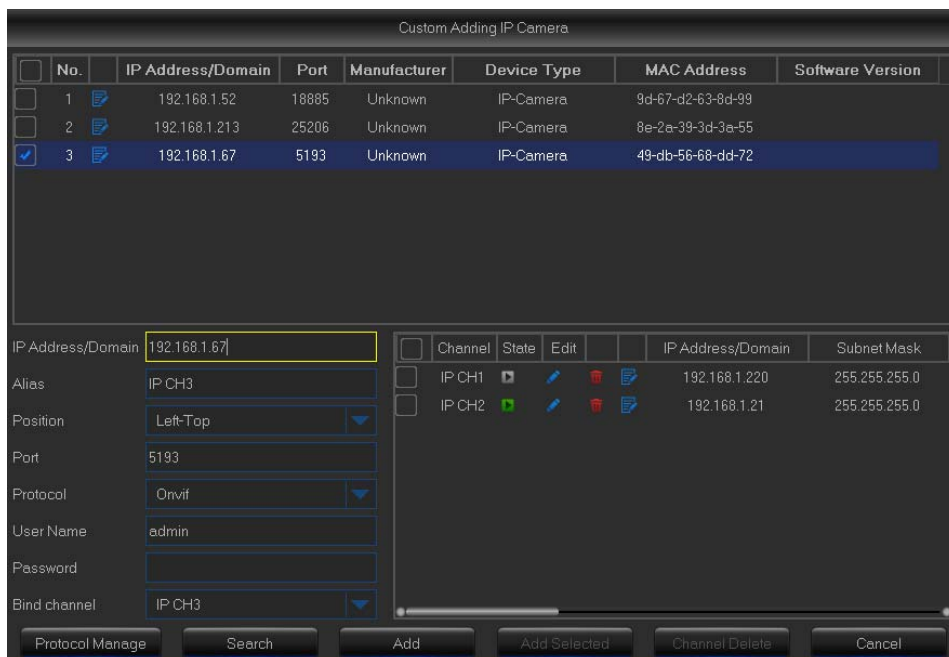 Custom Adding IP Camera
No. IP Address/Domain Port Manufacturer Device Type MAC Address Software Version
1 192.168.1.52 18885 Unknown IP-Camera 9d-67-d2-63-8d-99
2 192.168.1.213 25206 Unknown IP-Camera 8e-2a-39-3d-3a-55
3 192.168.1.67 5193 Unknown IP-Camera 49-db-56-68-dd-72
IP Address/Domain 192.168.1.67
Alias IP CH3
Position Left-Top
Port 5193
Protocol Onvif
User Name admin
Password
Bind channel IP CH3
Channel State Edit IP Address/Domain Subnet Mask
IP CH1 192.168.1.220 255.255.255.0
IP CH2 192.168.1.21 255.255.255.0
Protocol Manage Search Add Add Selected Channel Delete Cancel